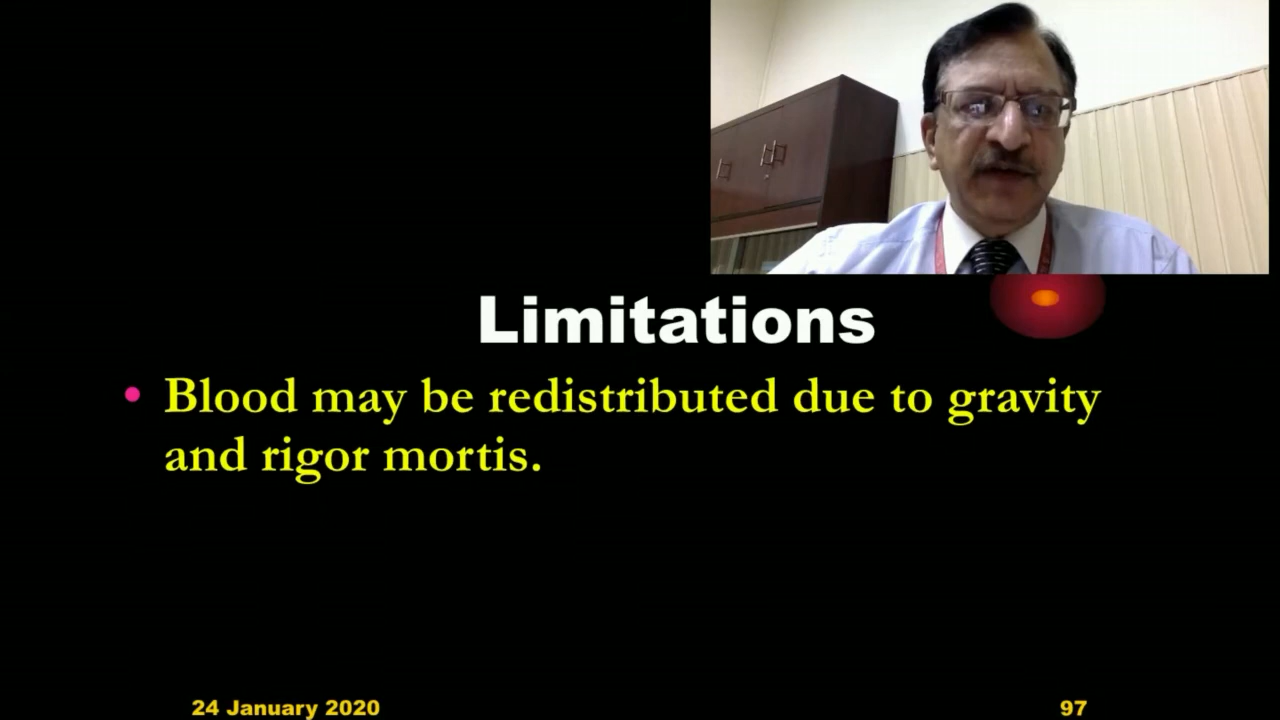 Limitations
• Blood may be redistributed due to gravity
and rigor mortis.
24 January 2020 97